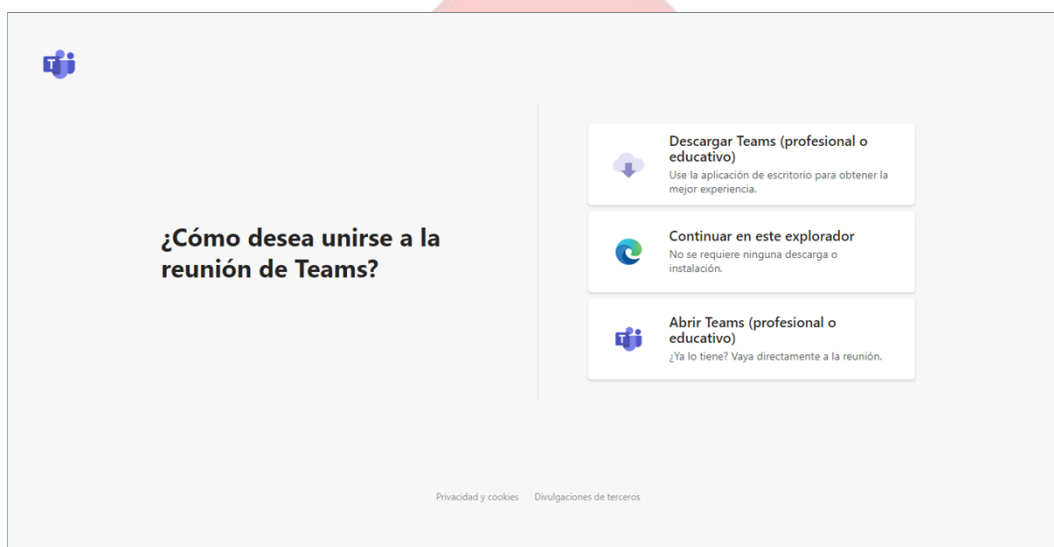 ¿Cómo desea unirse a la
reunión de Teams?
Descargar Teams (profesional o
educativo)
Use la aplicación de escritorio para obtener la
mejor experiencia.
Continuar en este explorador
No se requiere ninguna descarga o
instalación.
Abrir Teams (profesional o
educativo)
¿Ya lo tiene? Vaya directamente a la reunión.
Privacidad y cookies Divulgaciones de terceros